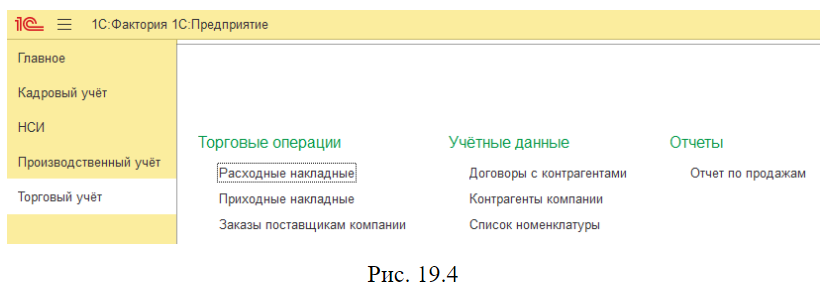 1С:Фактория 1С:Предприятие
Главное
Кадровый учёт
НСИ
Производственный учёт
Торговый учёт
Торговые операции
Расходные накладные
Приходные накладные
Заказы поставщикам компании
Учётные данные
Договоры с контрагентами
Контрагенты компании
Список номенклатуры
Отчеты
Отчет по продажам
Рис. 19.4